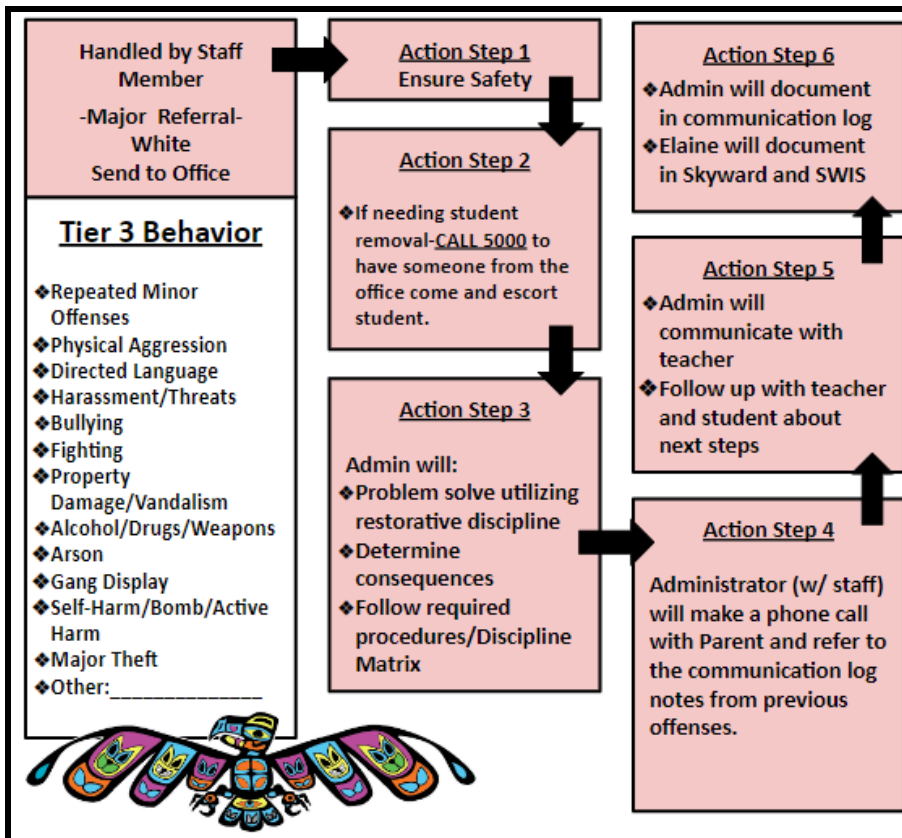 Handled by Staff
Member
-Major Referral-
White
Send to Office
Tier 3 Behavior
❖Repeated Minor
Offenses
❖Physical Aggression
❖Directed Language
❖Harassment/Threats
❖Bullying
❖Fighting
❖Property
Damage/Vandalism
❖Alcohol/Drugs/Weapons
❖Arson
❖Gang Display
❖Self-Harm/Bomb/Active
Harm
❖Major Theft
❖Other:______________
Action Step 1
Ensure Safety
Action Step 2
❖If needing student
removal-CALL 5000 to
have someone from the
office come and escort
student.
Action Step 3
Admin will:
❖Problem solve utilizing
restorative discipline
❖Determine
consequences
❖Follow required
procedures/Discipline
Matrix
Action Step 4
Administrator (w/ staff)
will make a phone call
with Parent and refer to
the communication log
notes from previous
offenses.
Action Step 5
❖Admin will
communicate with
teacher
❖Follow up with teacher
and student about
next steps
Action Step 6
❖Admin will document
in communication log
❖Elaine will document
in Skyward and SWIS